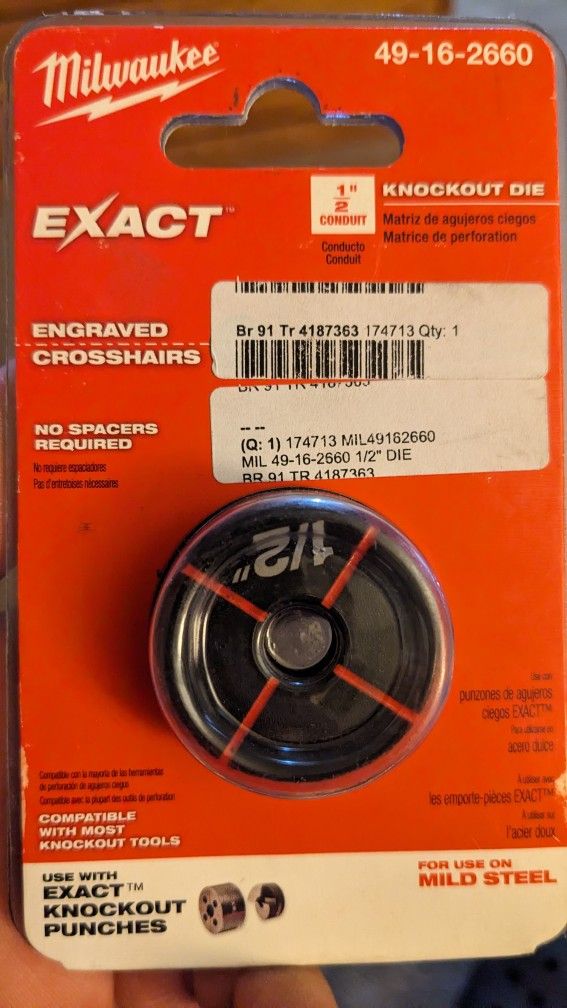 Milwaukee
49-16-2660
EXACT™
1"
2
CONDUIT
Conducto
Conduit
KNOCKOUT DIE
Matriz de agujeros ciegos
Matrice de perforation
ENGRAVED
CROSSHAIRS
Br 91 Tr 4187363 174713 Qty: 1
BR 91 TR 4187363
-- --
(Q: 1) 174713 MIL49162660
MIL 49-16-2660 1/2" DIE
BR 91 TR 4187363
NO SPACERS
REQUIRED
No requiere espaciadores
Pas d'entretoises nécessaires
1/2"
Use con
punzones de agujeros
ciegos EXACT™
Para utilizarse en
acero dulce
À utiliser avec
les emporte-pièces EXACT™
À utiliser sur
l'acier doux
Compatible con la mayoría de las herramientas
de perforación de agujeros ciegos
Compatible avec la plupart des outils de perforation
COMPATIBLE
WITH MOST
KNOCKOUT TOOLS
USE WITH
EXACT™
KNOCKOUT
PUNCHES
FOR USE ON
MILD STEEL